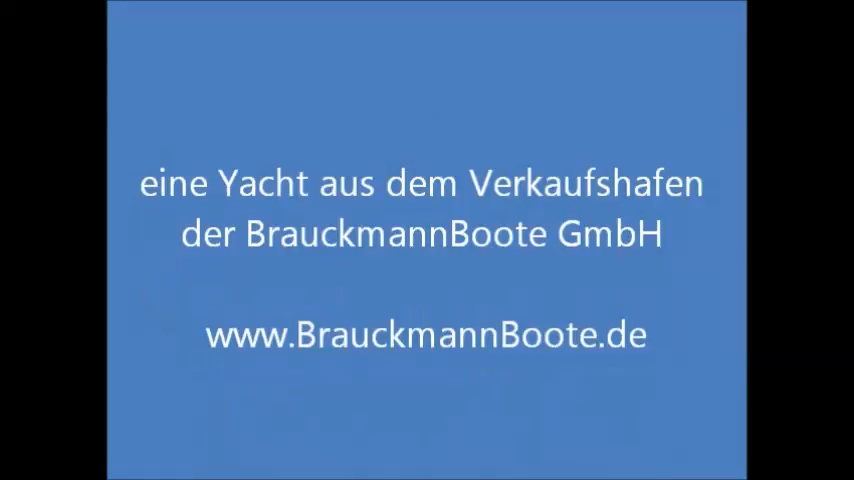 eine Yacht aus dem Verkaufshafen
der BrauckmannBoote GmbH
www.BrauckmannBoote.de